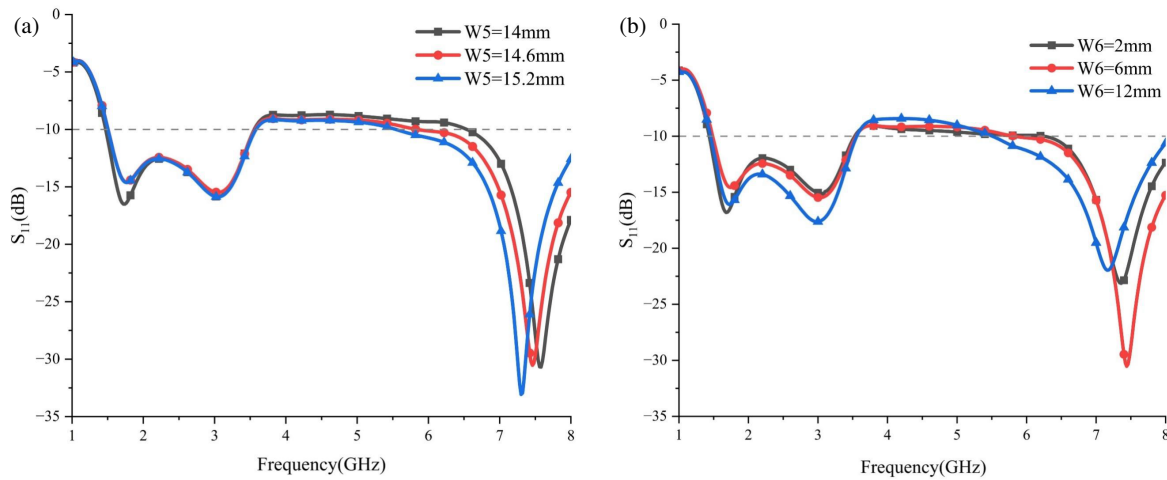 (a)
W5=14mm
W5=14.6mm
W5=15.2mm
0
−5
−10
−15
−20
−25
−30
−35
S11(dB)
1 2 3 4 5 6 7 8
Frequency(GHz)
(b)
W6=2mm
W6=6mm
W6=12mm
0
−5
−10
−15
−20
−25
−30
−35
S11(dB)
1 2 3 4 5 6 7 8
Frequency(GHz)